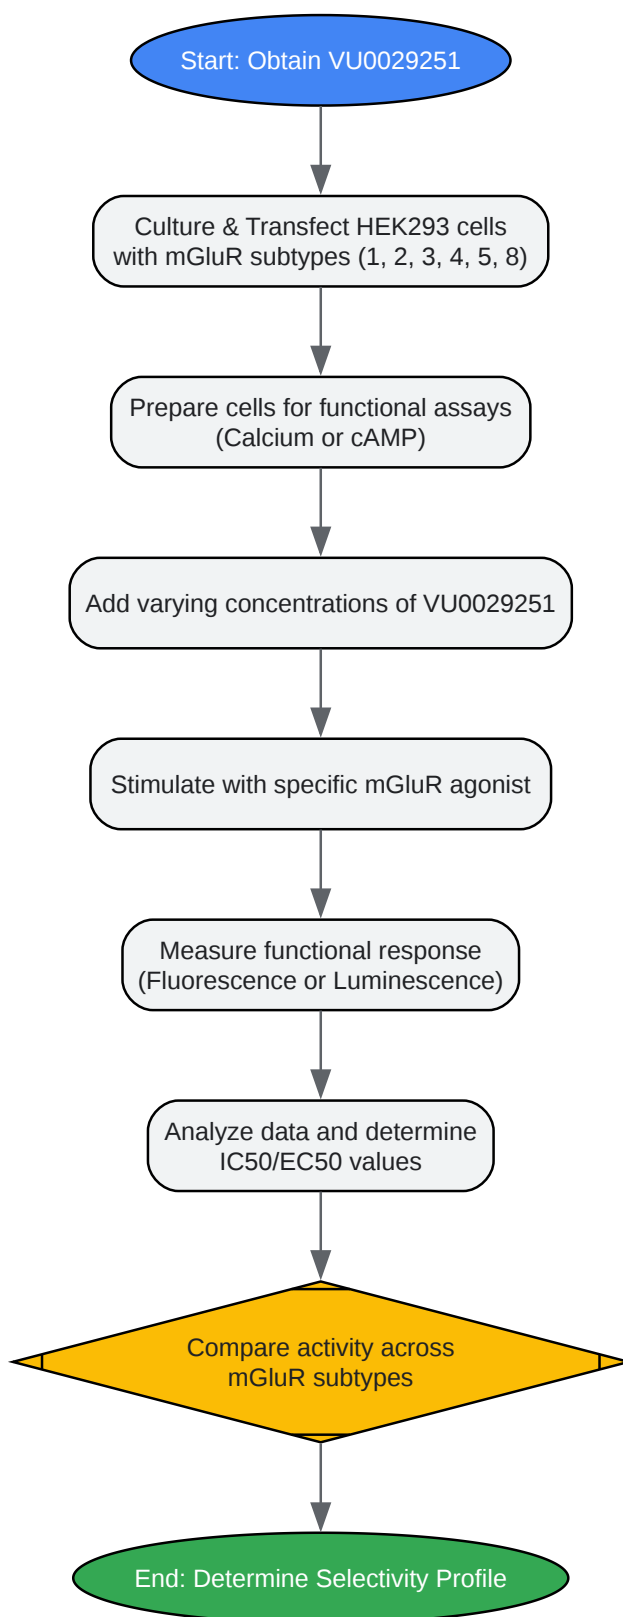 Start: Obtain VU0029251
Culture & Transfect HEK293 cells
with mGluR subtypes (1, 2, 3, 4, 5, 8)
Prepare cells for functional assays
(Calcium or cAMP)
Add varying concentrations of VU0029251
Stimulate with specific mGluR agonist
Measure functional response
(Fluorescence or Luminescence)
Analyze data and determine
IC50/EC50 values
Compare activity across
mGluR subtypes
End: Determine Selectivity Profile